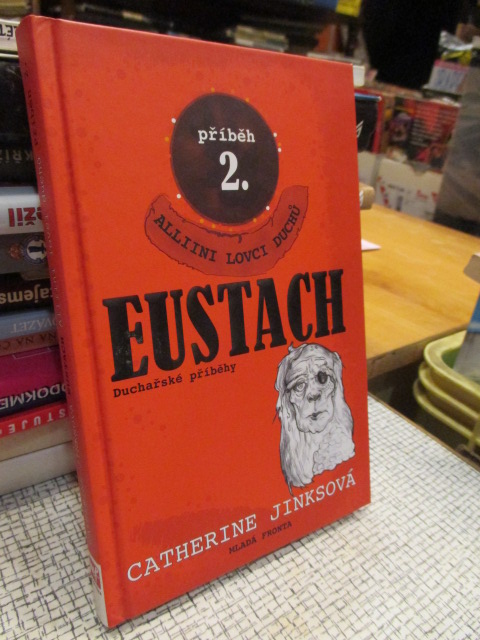 příběh
2.
ALLIINI LOVCI DUCHŮ
EUSTACH
Duchařské příběhy
CATHERINE JINKSOVÁ
MLADÁ FRONTA